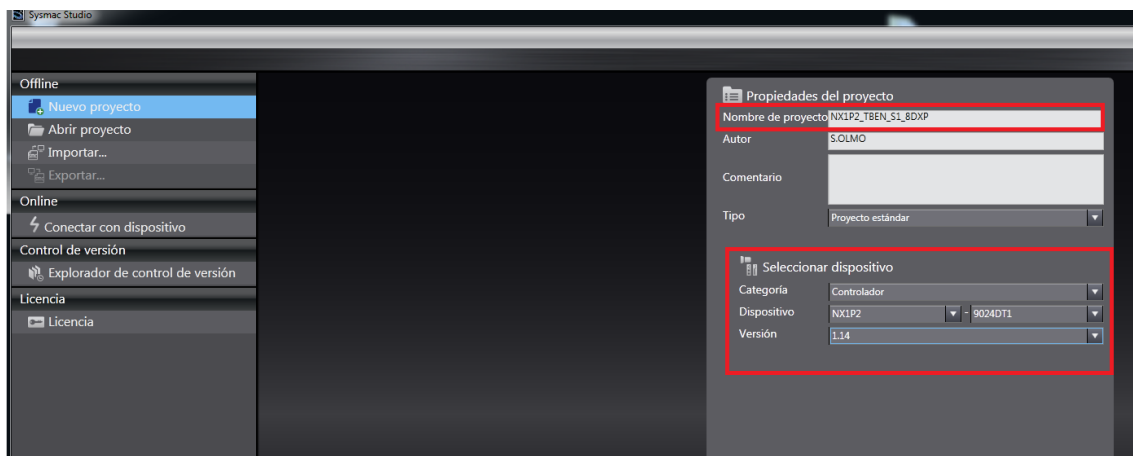 Sysmac Studio
Offline
Nuevo proyecto
Abrir proyecto
Importar...
Exportar...
Online
Conectar con dispositivo
Control de versión
Explorador de control de versión
Licencia
Licencia
Propiedades del proyecto
Nombre de proyecto NX1P2_TBEN_S1_8DXP
Autor S.OLMO
Comentario
Tipo Proyecto estándar
Seleccionar dispositivo
Categoría Controlador
Dispositivo NX1P2 - 9024DT1
Versión 1.14